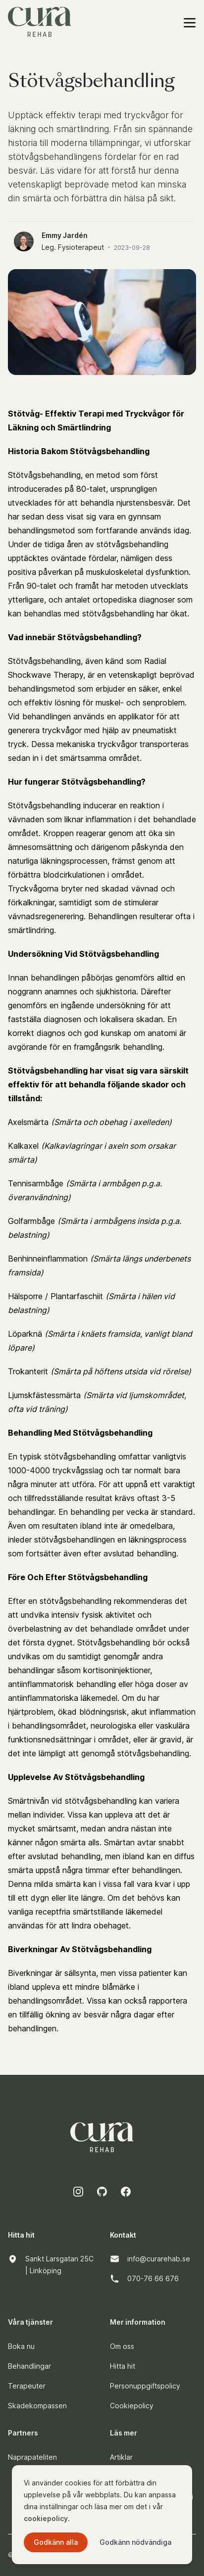 cura
REHAB
Stötvågsbehandling
Upptäck effektiv terapi med tryckvågor för
läkning och smärtlindring. Från sin spännande
historia till moderna tillämpningar, vi utforskar
stötvågsbehandlingens fördelar för en rad
besvär. Läs vidare för att förstå hur denna
vetenskapligt beprövade metod kan minska
din smärta och förbättra din hälsa på sikt.
Emmy Jardén
Leg. Fysioterapeut · 2023-09-28
Stötvåg- Effektiv Terapi med Tryckvågor för
Läkning och Smärtlindring
Historia Bakom Stötvågsbehandling
Stötvågsbehandling, en metod som först
introducerades på 80-talet, ursprungligen
utvecklades för att behandla njurstensbesvär. Det
har sedan dess visat sig vara en gynnsam
behandlingsmetod som fortfarande används idag.
Under de tidiga åren av stötvågsbehandling
upptäcktes oväntade fördelar, nämligen dess
positiva påverkan på muskuloskeletal dysfunktion.
Från 90-talet och framåt har metoden utvecklats
ytterligare, och antalet ortopediska diagnoser som
kan behandlas med stötvågsbehandling har ökat.
Vad innebär Stötvågsbehandling?
Stötvågsbehandling, även känd som Radial
Shockwave Therapy, är en vetenskapligt beprövad
behandlingsmetod som erbjuder en säker, enkel
och effektiv lösning för muskel- och senproblem.
Vid behandlingen används en applikator för att
generera tryckvågor med hjälp av pneumatiskt
tryck. Dessa mekaniska tryckvågor transporteras
sedan in i det smärtsamma området.
Hur fungerar Stötvågsbehandling?
Stötvågsbehandling inducerar en reaktion i
vävnaden som liknar inflammation i det behandlade
området. Kroppen reagerar genom att öka sin
ämnesomsättning och därigenom påskynda den
naturliga läkningsprocessen, främst genom att
förbättra blodcirkulationen i området.
Tryckvågorna bryter ned skadad vävnad och
förkalkningar, samtidigt som de stimulerar
vävnadsregenerering. Behandlingen resulterar ofta i
smärtlindring.
Undersökning Vid Stötvågsbehandling
Innan behandlingen påbörjas genomförs alltid en
noggrann anamnes och sjukhistoria. Därefter
genomförs en ingående undersökning för att
fastställa diagnosen och lokalisera skadan. En
korrekt diagnos och god kunskap om anatomi är
avgörande för en framgångsrik behandling.
Stötvågsbehandling har visat sig vara särskilt
effektiv för att behandla följande skador och
tillstånd:
Axelsmärta (Smärta och obehag i axelleden)
Kalkaxel (Kalkavlagringar i axeln som orsakar
smärta)
Tennisarmbåge (Smärta i armbågen p.g.a.
överanvändning)
Golfarmbåge (Smärta i armbågens insida p.g.a.
belastning)
Benhinneinflammation (Smärta längs underbenets
framsida)
Hälsporre / Plantarfasciit (Smärta i hälen vid
belastning)
Löparknä (Smärta i knäets framsida, vanligt bland
löpare)
Trokanterit (Smärta på höftens utsida vid rörelse)
Ljumskfästessmärta (Smärta vid ljumskområdet,
ofta vid träning)
Behandling Med Stötvågsbehandling
En typisk stötvågsbehandling omfattar vanligtvis
1000-4000 tryckvågsslag och tar normalt bara
några minuter att utföra. För att uppnå ett varaktigt
och tillfredsställande resultat krävs oftast 3-5
behandlingar. En behandling per vecka är standard.
Även om resultaten ibland inte är omedelbara,
inleder stötvågsbehandlingen en läkningsprocess
som fortsätter även efter avslutad behandling.
Före Och Efter Stötvågsbehandling
Efter en stötvågsbehandling rekommenderas det
att undvika intensiv fysisk aktivitet och
överbelastning av det behandlade området under
det första dygnet. Stötvågsbehandling bör också
undvikas om du samtidigt genomgår andra
behandlingar såsom kortisoninjektioner,
antiinflammatorisk behandling eller höga doser av
antiinflammatoriska läkemedel. Om du har
hjärtproblem, ökad blödningsrisk, akut inflammation
i behandlingsområdet, neurologiska eller vaskulära
funktionsnedsättningar i området, eller är gravid, är
det inte lämpligt att genomgå stötvågsbehandling.
Upplevelse Av Stötvågsbehandling
Smärtnivån vid stötvågsbehandling kan variera
mellan individer. Vissa kan uppleva att det är
mycket smärtsamt, medan andra nästan inte
känner någon smärta alls. Smärtan avtar snabbt
efter avslutad behandling, men ibland kan en diffus
smärta uppstå några timmar efter behandlingen.
Denna milda smärta kan i vissa fall vara kvar i upp
till ett dygn eller lite längre. Om det behövs kan
vanliga receptfria smärtstillande läkemedel
användas för att lindra obehaget.
Biverkningar Av Stötvågsbehandling
Biverkningar är sällsynta, men vissa patienter kan
ibland uppleva ett mindre blåmärke i
behandlingsområdet. Vissa kan också rapportera
en tillfällig ökning av besvär några dagar efter
behandlingen.
cura
REHAB
Hitta hit
Kontakt
Sankt Larsgatan 25C
| Linköping
info@curarehab.se
070-76 66 676
Våra tjänster
Mer information
Boka nu
Om oss
Behandlingar
Hitta hit
Terapeuter
Personuppgiftspolicy
Skadekompassen
Cookiepolicy
Partners
Läs mer
Naprapateliten
Artiklar
Vi använder cookies för att förbättra din
upplevelse på vår webbplats. Du kan anpassa
dina inställningar och läsa mer om det i vår
cookiepolicy.
Godkänn alla
Godkänn nödvändiga